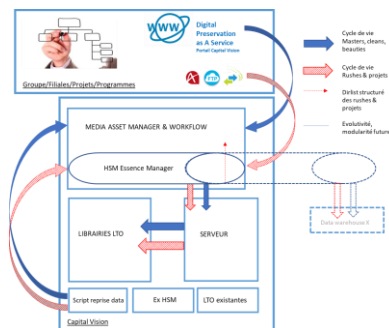 WWW
Digital
Preservation
as A Service
Portail Capital Vision
FTP
Groupe/Filiales/Projets/Programmes
Cycle de vie
Masters, cleans,
beauties
Cycle de vie
Rushes & projets
Dirlist structuré
des rushes &
projets
Evolutivité,
modularité future
MEDIA ASSET MANAGER & WORKFLOW
HSM Essence Manager
LIBRAIRIES LTO
SERVEUR
Data warehouse X
Script reprise data
Ex HSM
LTO existantes
Capital Vision